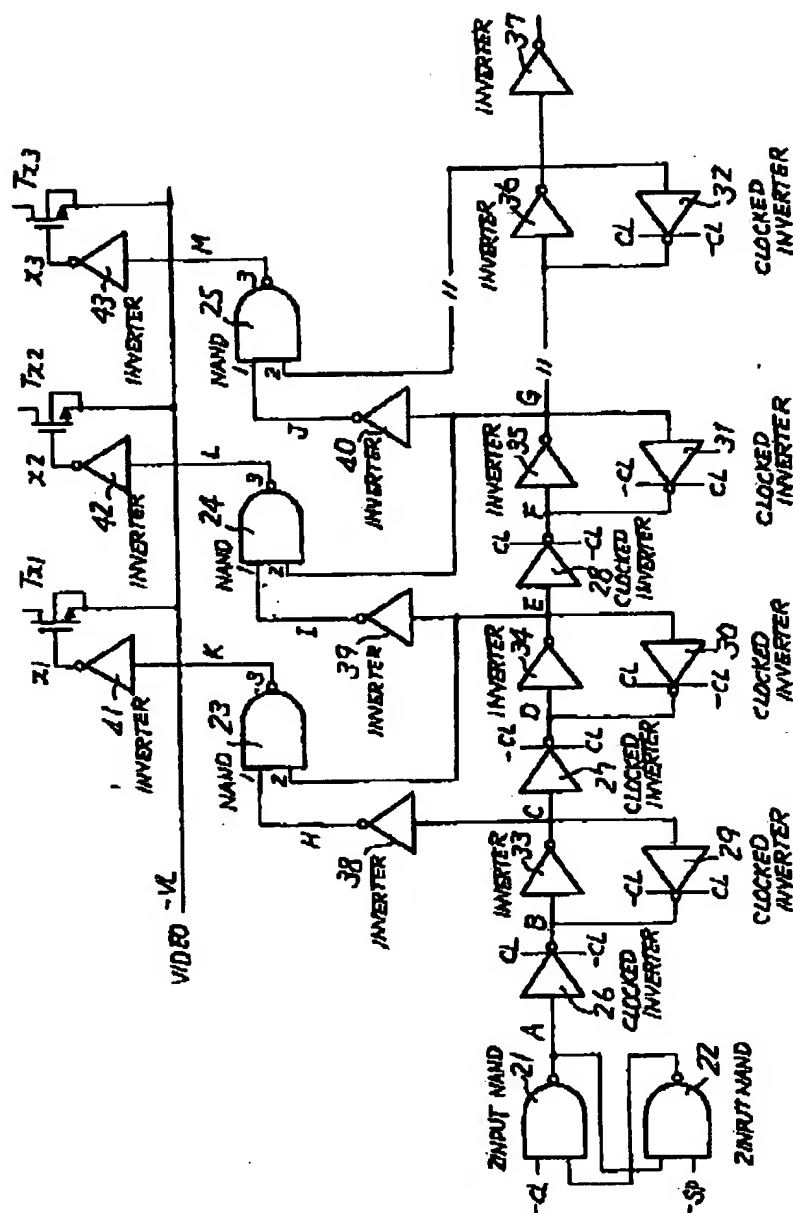 Tx1
Tx2
Tx3
x1
x2
x3
41
INVERTER
42
INVERTER
43
INVERTER
VIDEO -VL
K
L
M
NAND 23
1
2
3
NAND 24
1
2
3
NAND 25
1
2
3
H
I
J
38
INVERTER
39
INVERTER
40
INVERTER
//
2INPUT NAND
21
A
-CL
-SP
22
2INPUT NAND
CL
-CL
26
CLOCKED
INVERTER
B
INVERTER
33
C
-CL
CL
29
CLOCKED
INVERTER
-CL
CL
27
CLOCKED
INVERTER
D
INVERTER
34
E
CL
-CL
30
CLOCKED
INVERTER
CL
-CL
28
CLOCKED
INVERTER
F
INVERTER
35
G
-CL
CL
31
CLOCKED
INVERTER
//
INVERTER
36
CL
-CL
32
CLOCKED
INVERTER
INVERTER
37